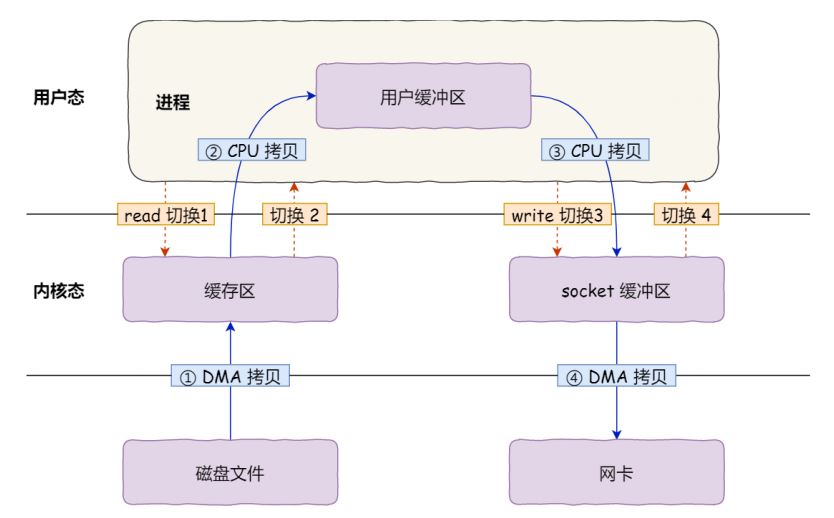 用户态
进程
用户缓冲区
② CPU 拷贝
③ CPU 拷贝
read 切换1
切换 2
write 切换3
切换 4
内核态
缓存区
socket 缓冲区
① DMA 拷贝
④ DMA 拷贝
磁盘文件
网卡